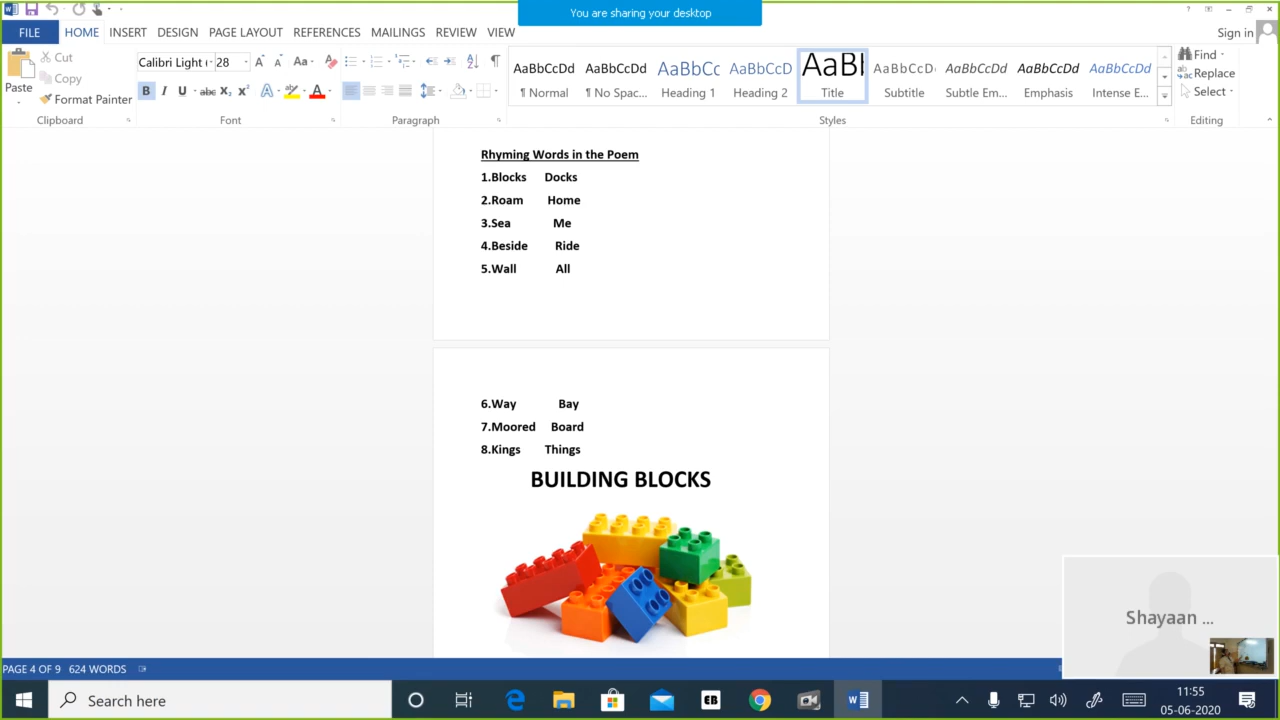 You are sharing your desktop
FILE HOME INSERT DESIGN PAGE LAYOUT REFERENCES MAILINGS REVIEW VIEW Sign in
Paste
Cut
Copy
Format Painter
Clipboard
Calibri Light ( 28
Aa
B I U abc X₂ X² A A
Font
Paragraph
AaBbCcDd AaBbCcDd AaBbCc AaBbCcD AaBl AaBbCcD AaBbCcDd AaBbCcDd AaBbCcDd
¶ Normal ¶ No Spac... Heading 1 Heading 2 Title Subtitle Subtle Em... Emphasis Intense E...
Styles
Find
Replace
Select
Editing
Rhyming Words in the Poem
1.Blocks Docks
2.Roam Home
3.Sea Me
4.Beside Ride
5.Wall All
6.Way Bay
7.Moored Board
8.Kings Things
BUILDING BLOCKS
Shayaan ...
PAGE 4 OF 9 624 WORDS
Search here
EB
11:55
05-06-2020